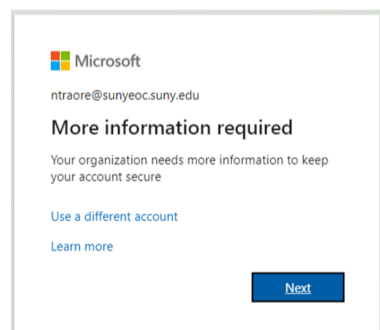 Microsoft
ntraore@sunyeoc.suny.edu
More information required
Your organization needs more information to keep
your account secure
Use a different account
Learn more
Next